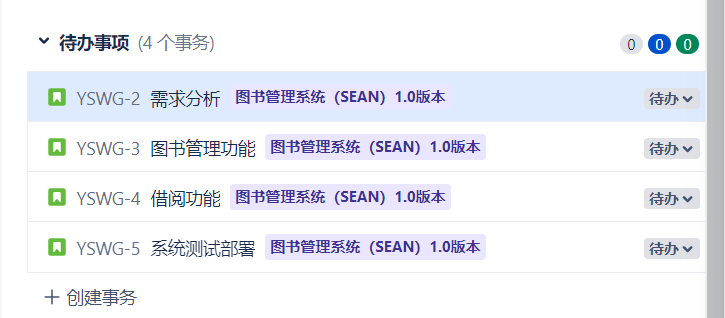 待办事项 (4 个事务) 0 0 0
YSWG-2 需求分析 图书管理系统（SEAN）1.0版本 待办
YSWG-3 图书管理功能 图书管理系统（SEAN）1.0版本 待办
YSWG-4 借阅功能 图书管理系统（SEAN）1.0版本 待办
YSWG-5 系统测试部署 图书管理系统（SEAN）1.0版本 待办
+ 创建事务